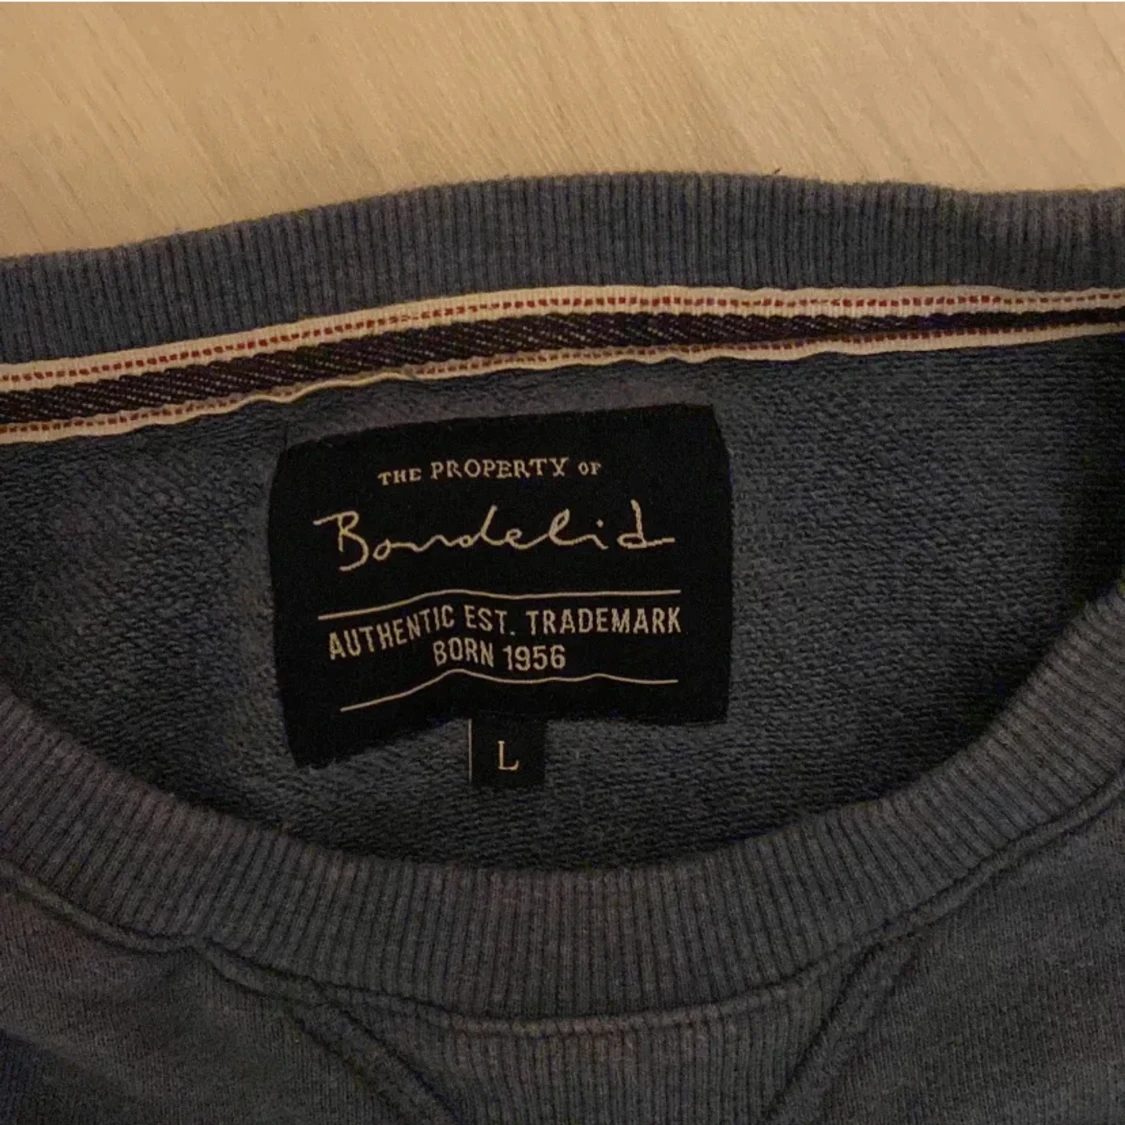 THE PROPERTY OF
Bondelid
AUTHENTIC EST. TRADEMARK
BORN 1956
L